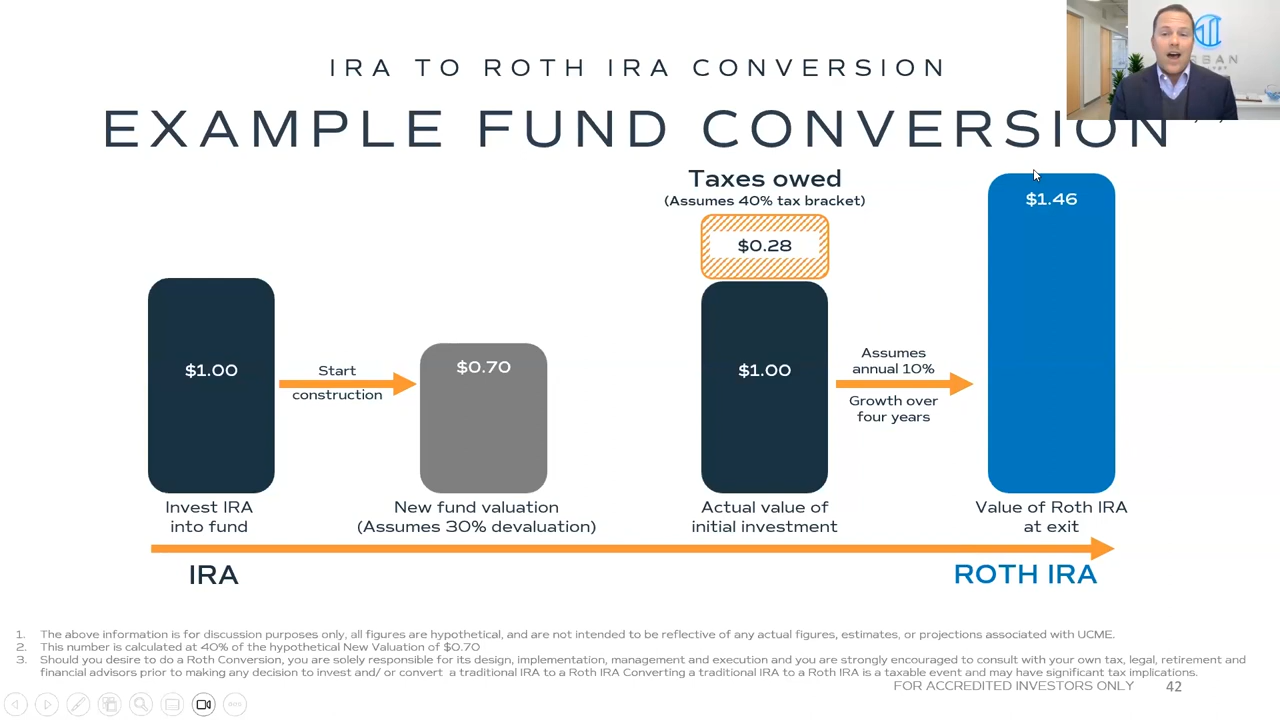 IRA TO ROTH IRA CONVERSION
EXAMPLE FUND CONVERSION
Taxes owed
(Assumes 40% tax bracket)
$0.28
$1.46
$1.00
Start
construction
$0.70
$1.00
Assumes
annual 10%
Growth over
four years
Invest IRA
into fund
New fund valuation
(Assumes 30% devaluation)
Actual value of
initial investment
Value of Roth IRA
at exit
IRA
ROTH IRA
1. The above information is for discussion purposes only, all figures are hypothetical, and are not intended to be reflective of any actual figures, estimates, or projections associated with UCME.
2. This number is calculated at 40% of the hypothetical New Valuation of $0.70
3. Should you desire to do a Roth Conversion, you are solely responsible for its design, implementation, management and execution and you are strongly encouraged to consult with your own tax, legal, retirement and
financial advisors prior to making any decision to invest and/ or convert a traditional IRA to a Roth IRA Converting a traditional IRA to a Roth IRA is a taxable event and may have significant tax implications.
FOR ACCREDITED INVESTORS ONLY 42